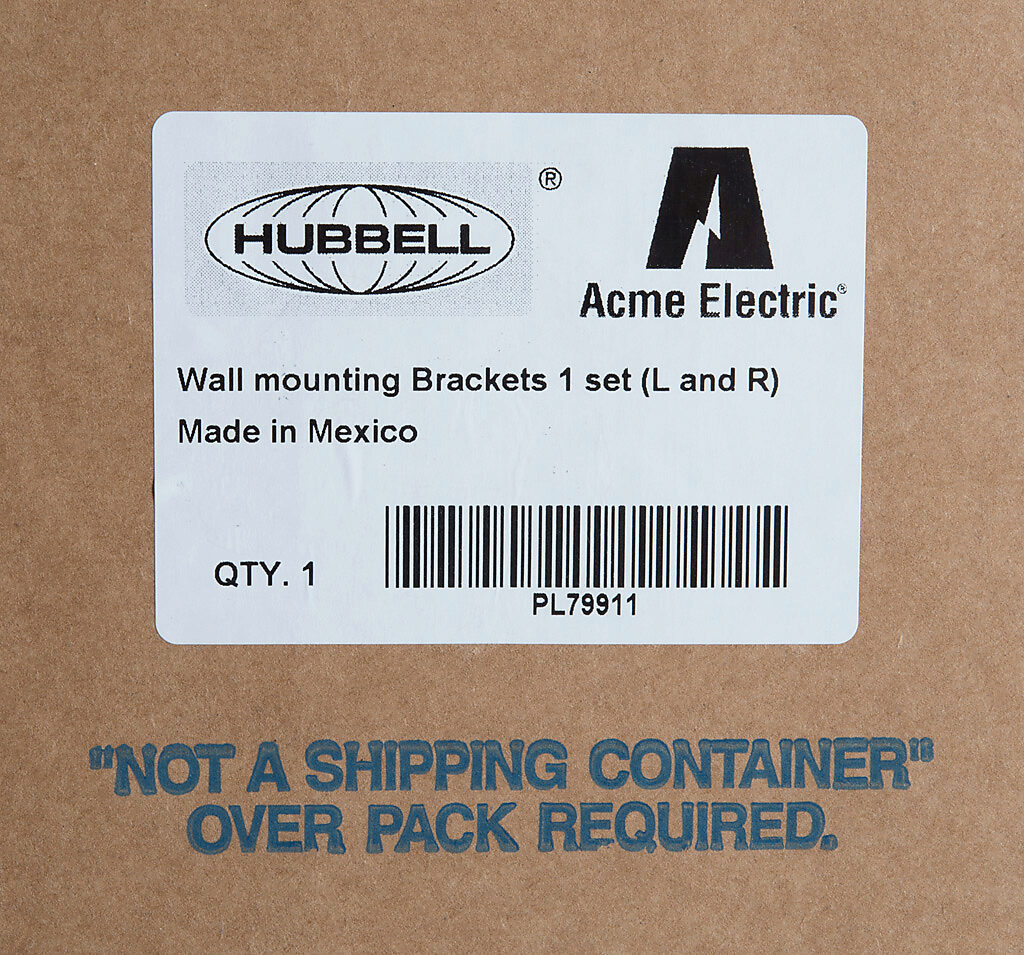 HUBBELL ®
Acme Electric®
Wall mounting Brackets 1 set (L and R)
Made in Mexico
QTY. 1
PL79911
"NOT A SHIPPING CONTAINER"
OVER PACK REQUIRED.